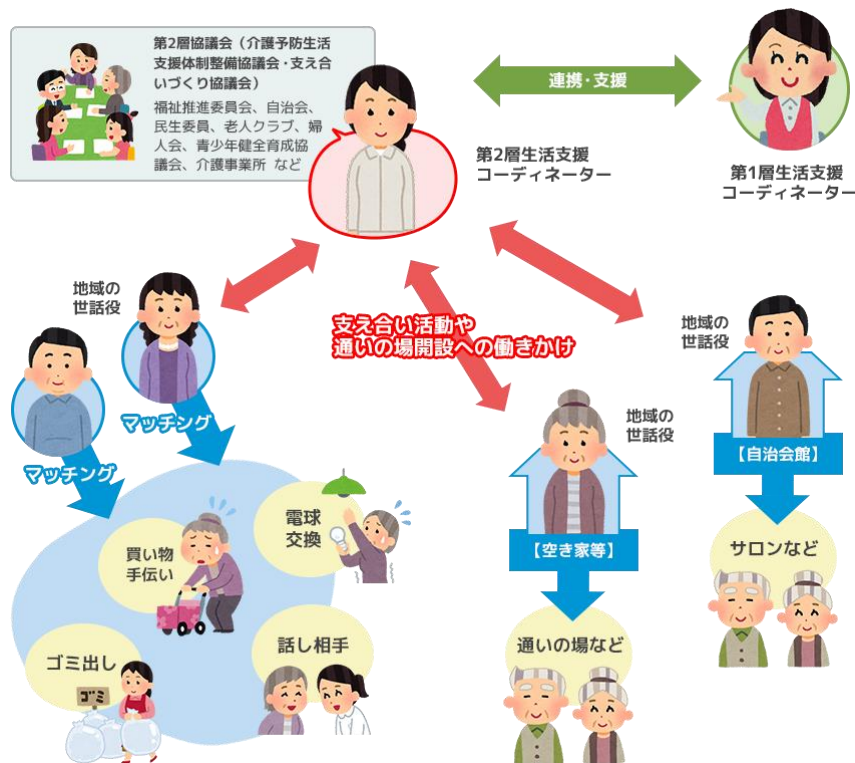 第2層協議会（介護予防生活
支援体制整備協議会・支え合
いづくり協議会）
福祉推進委員会、自治会、
民生委員、老人クラブ、婦
人会、青少年健全育成協
議会、介護事業所 など
連携・支援
第2層生活支援
コーディネーター
第1層生活支援
コーディネーター
地域の
世話役
支え合い活動や
通いの場開設への働きかけ
地域の
世話役
地域の
世話役
マッチング
マッチング
【自治会館】
【空き家等】
電球
交換
買い物
手伝い
サロンなど
ゴミ出し
話し相手
通いの場など
ゴミ